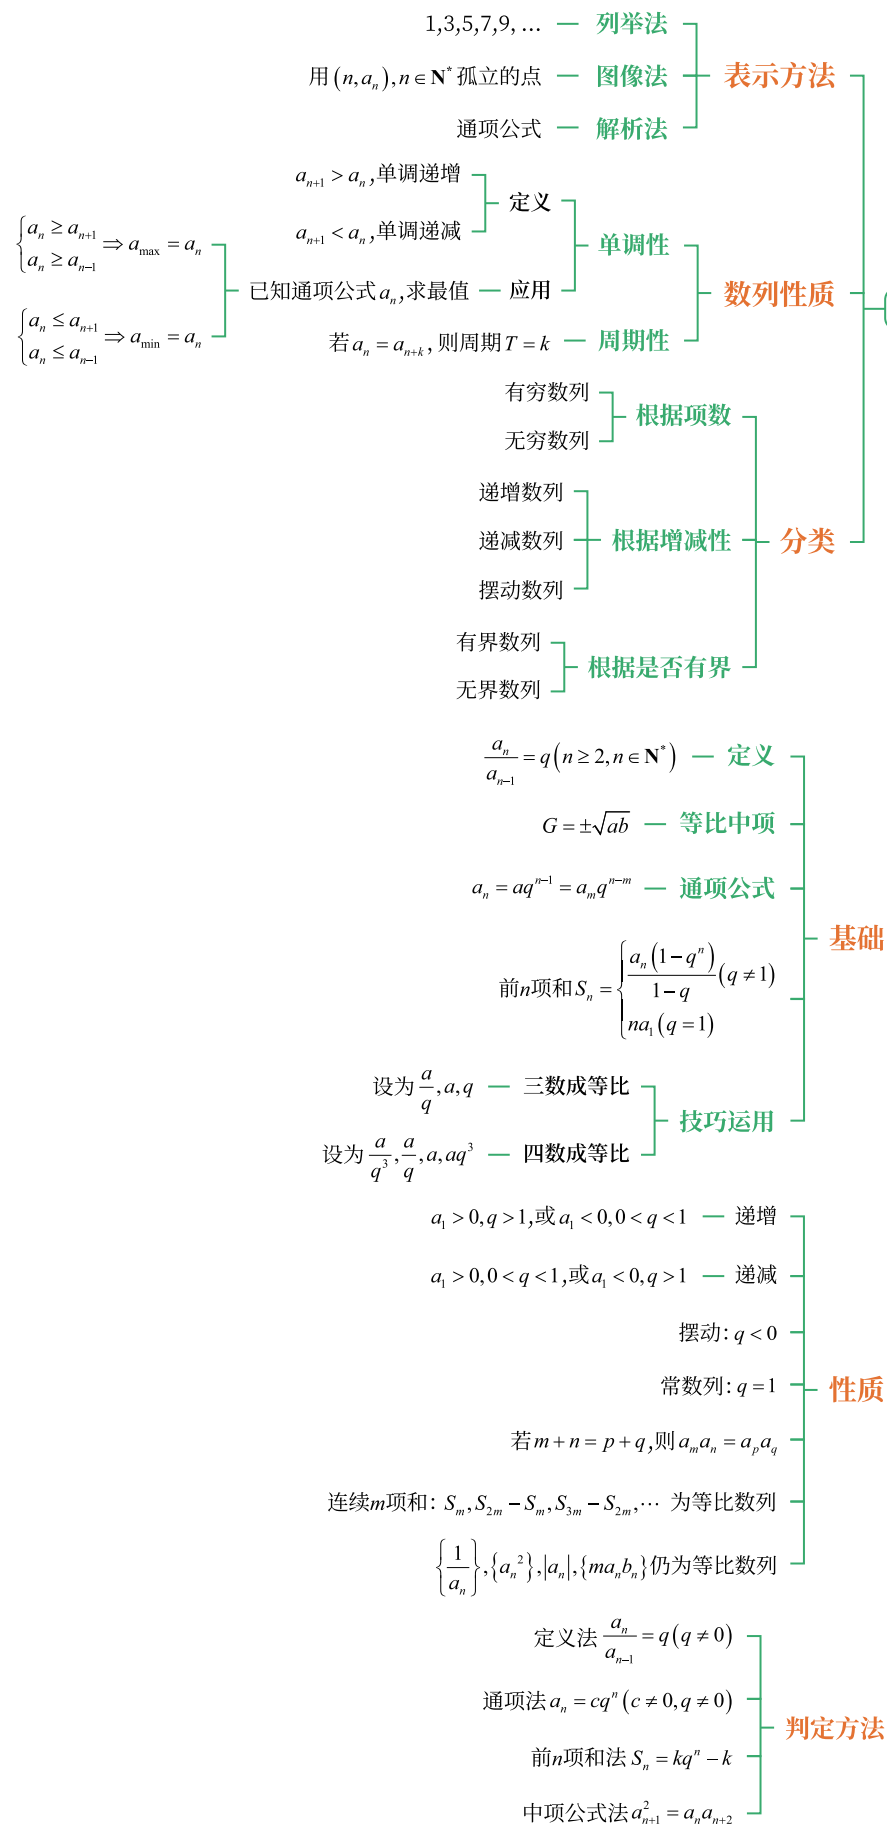 1,3,5,7,9, … 列举法
用(n,aₙ),n∈N* 孤立的点 图像法
通项公式 解析法
表示方法
aₙ₊₁>aₙ,单调递增
aₙ₊₁<aₙ,单调递减
定义
{aₙ≥aₙ₊₁
aₙ≥aₙ₋₁ ⇒a_max=aₙ
{aₙ≤aₙ₊₁
aₙ≤aₙ₋₁ ⇒a_min=aₙ
已知通项公式aₙ,求最值 应用
单调性
若aₙ=aₙ₊ₖ, 则周期T=k 周期性
数列性质
有穷数列
无穷数列
根据项数
递增数列
递减数列
摆动数列
根据增减性
有界数列
无界数列
根据是否有界
分类
aₙ/aₙ₋₁=q(n≥2,n∈N*) 定义
G=±√ab 等比中项
aₙ=aqⁿ⁻¹=aₘqⁿ⁻ᵐ 通项公式
前n项和Sₙ={aₙ(1−qⁿ)/(1−q) (q≠1)
na₁(q=1)
设为a/q,a,q 三数成等比
设为a/q³,a/q,a,aq³ 四数成等比
技巧运用
基础
a₁>0,q>1,或a₁<0,0<q<1 递增
a₁>0,0<q<1,或a₁<0,q>1 递减
摆动:q<0
常数列:q=1
若m+n=p+q,则aₘaₙ=aₚa_q
连续m项和: Sₘ,S₂ₘ−Sₘ,S₃ₘ−S₂ₘ,⋯ 为等比数列
{1/aₙ},{aₙ²},|aₙ|,{maₙbₙ}仍为等比数列
性质
定义法aₙ/aₙ₋₁=q(q≠0)
通项法aₙ=cqⁿ(c≠0,q≠0)
前n项和法Sₙ=kqⁿ−k
中项公式法a²ₙ₊₁=aₙaₙ₊₂
判定方法